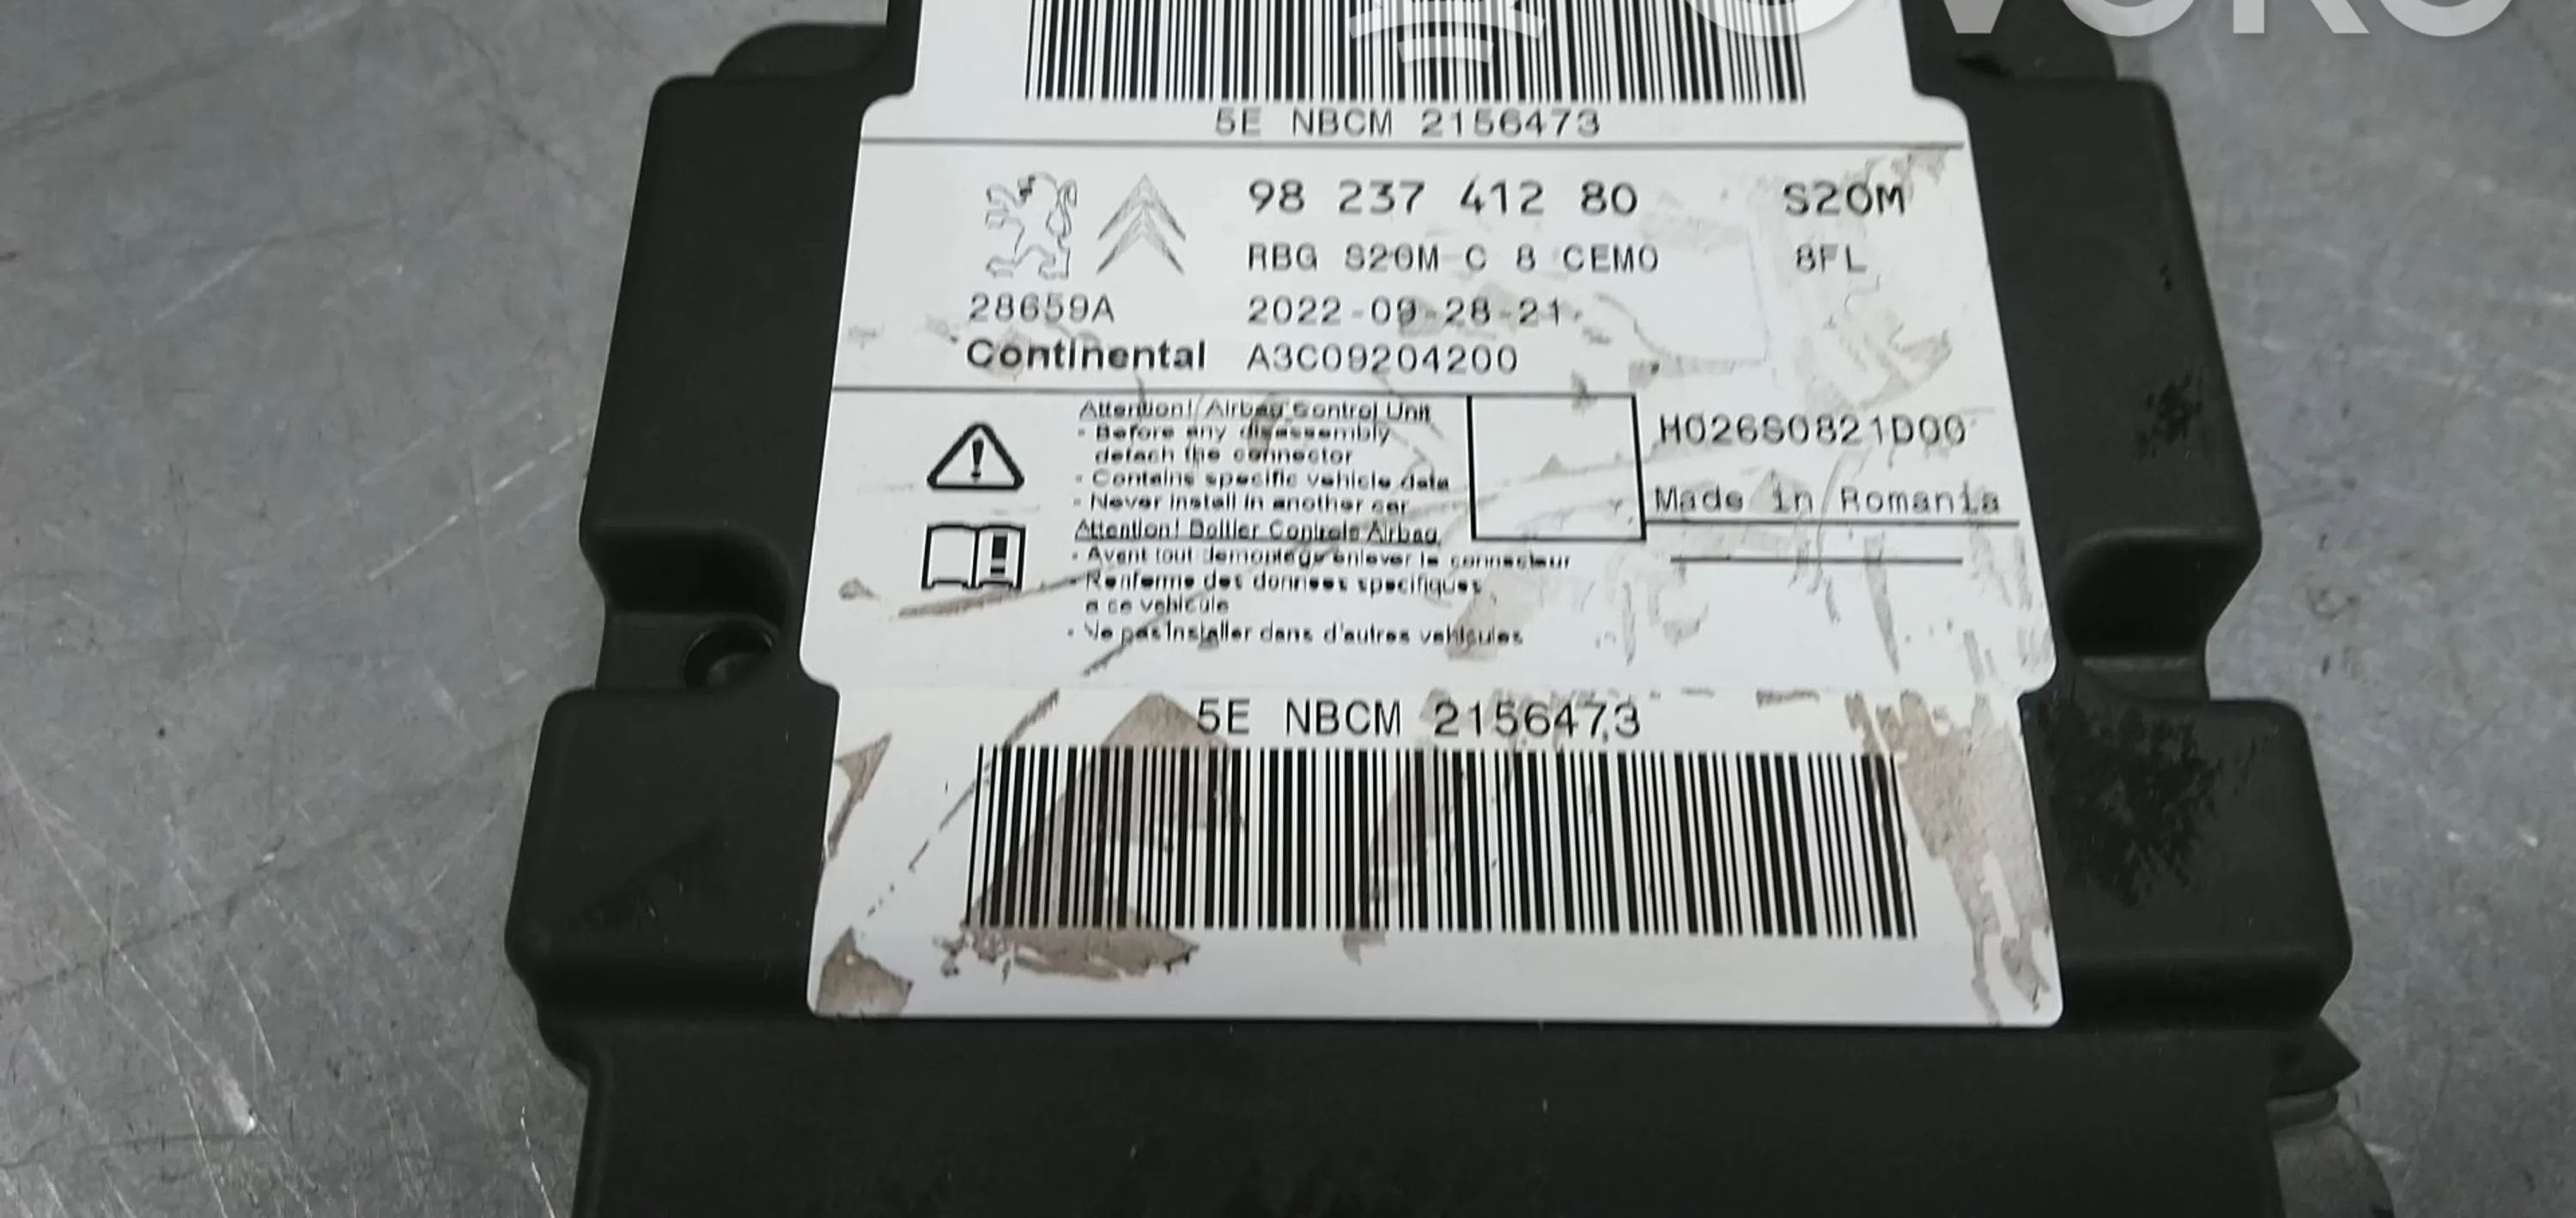 5E NBCM 2156473
98 237 412 80 S20M
RBG S20M C 8 CEMO 8FL
28659A 2022-09-28-21
Continental A3C09204200
Attention! Airbag Control Unit
- Before any disassembly
detach the connector
- Contains specific vehicle data
- Never install in another car
H026S0821D00
Made in Romania
Attention! Boitier Controle Airbag
- Avant tout demontage enlever le connecteur
- Renferme des donnees specifiques
a ce vehicule
- Ne pas installer dans d'autres vehicules
5E NBCM 2156473